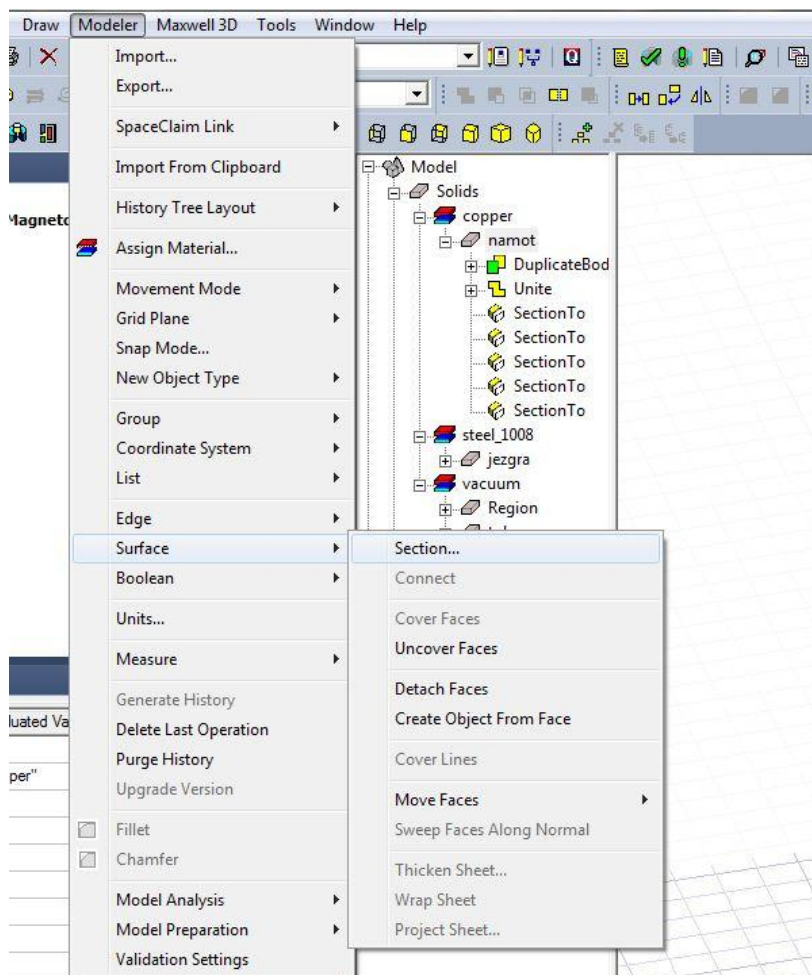 Draw Modeler Maxwell 3D Tools Window Help
Import...
Export...
SpaceClaim Link
Import From Clipboard
History Tree Layout
Assign Material...
Movement Mode
Grid Plane
Snap Mode...
New Object Type
Group
Coordinate System
List
Edge
Surface
Boolean
Units...
Measure
Generate History
Delete Last Operation
Purge History
Upgrade Version
Fillet
Chamfer
Model Analysis
Model Preparation
Validation Settings
Magneto
luated Va
per"
Model
Solids
copper
namot
DuplicateBod
Unite
SectionTo
SectionTo
SectionTo
SectionTo
SectionTo
steel_1008
jezgra
vacuum
Region
Section...
Connect
Cover Faces
Uncover Faces
Detach Faces
Create Object From Face
Cover Lines
Move Faces
Sweep Faces Along Normal
Thicken Sheet...
Wrap Sheet
Project Sheet...